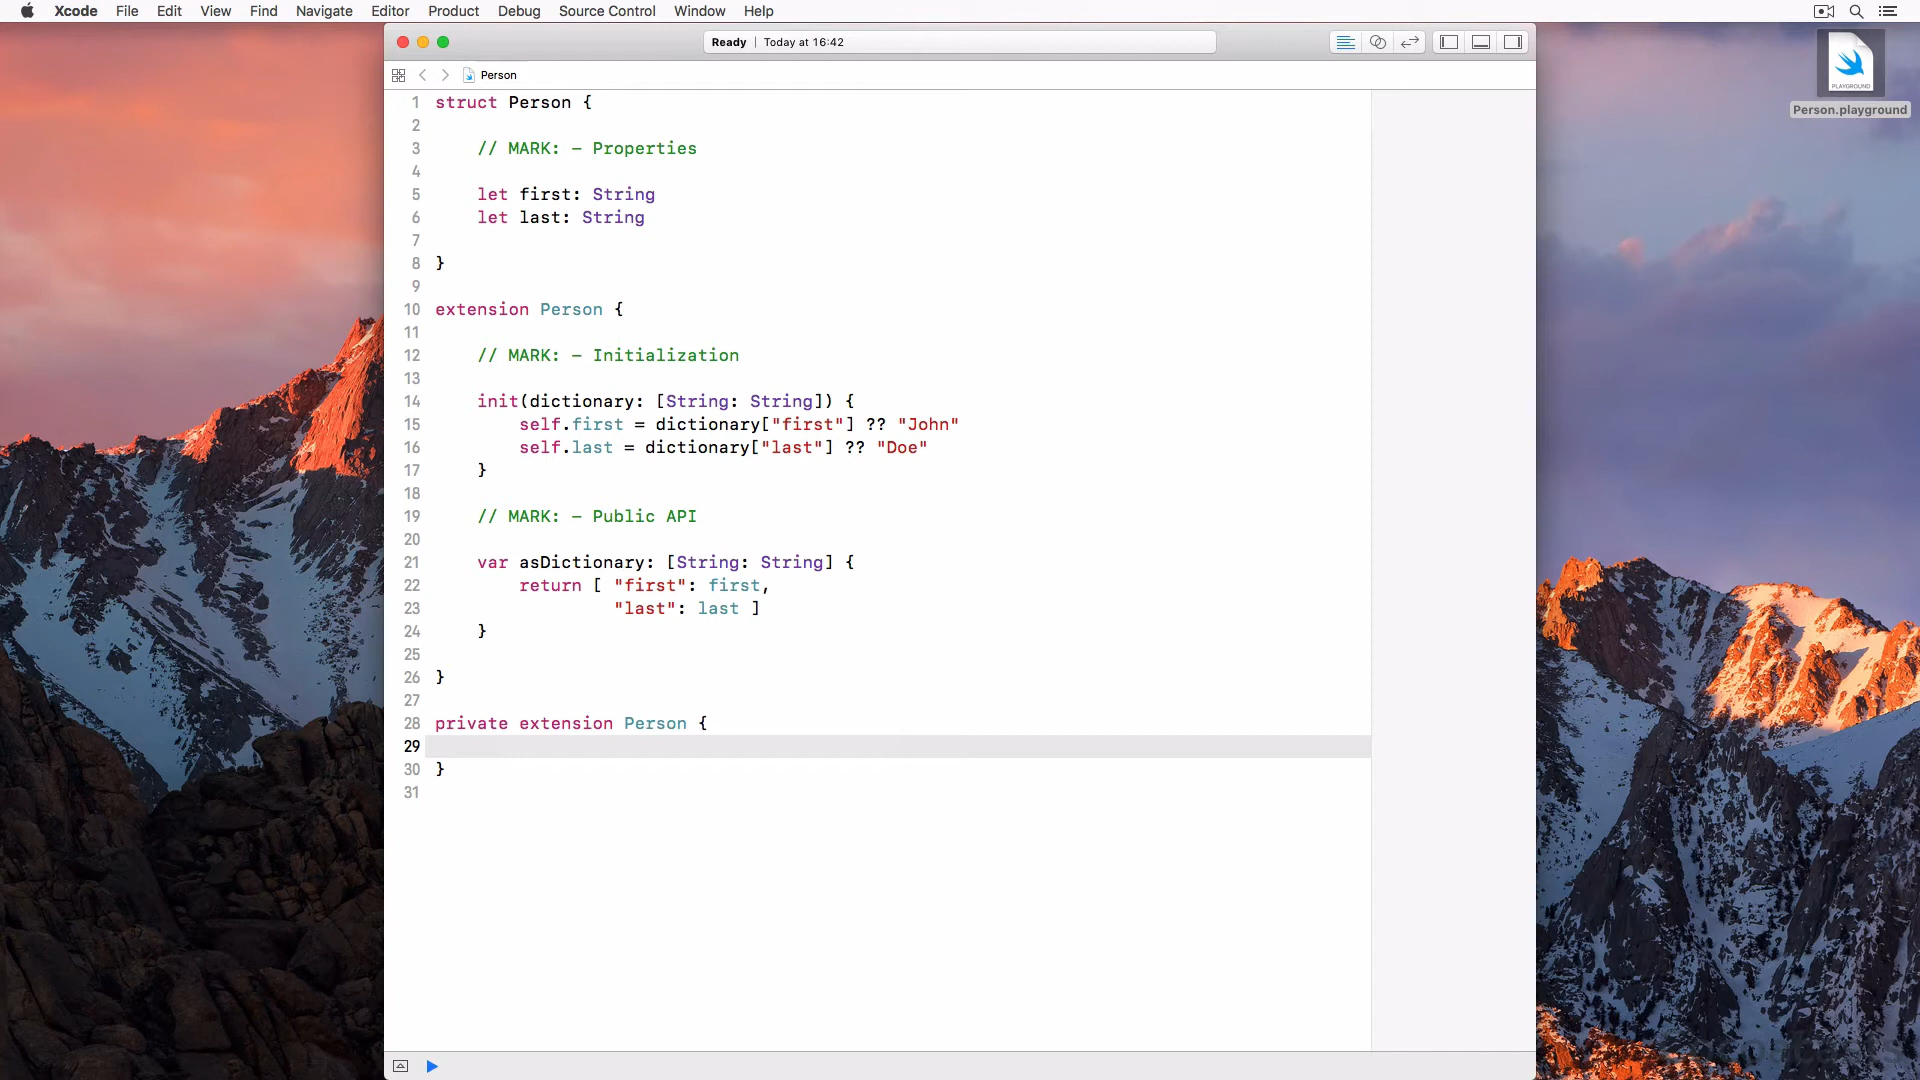 Xcode File Edit View Find Navigate Editor Product Debug Source Control Window Help
Ready | Today at 16:42
Person
PLAYGROUND
Person.playground
1 struct Person {
2
3 // MARK: - Properties
4
5 let first: String
6 let last: String
7
8 }
9
10 extension Person {
11
12 // MARK: - Initialization
13
14 init(dictionary: [String: String]) {
15 self.first = dictionary["first"] ?? "John"
16 self.last = dictionary["last"] ?? "Doe"
17 }
18
19 // MARK: - Public API
20
21 var asDictionary: [String: String] {
22 return [ "first": first,
23 "last": last ]
24 }
25
26 }
27
28 private extension Person {
29
30 }
31